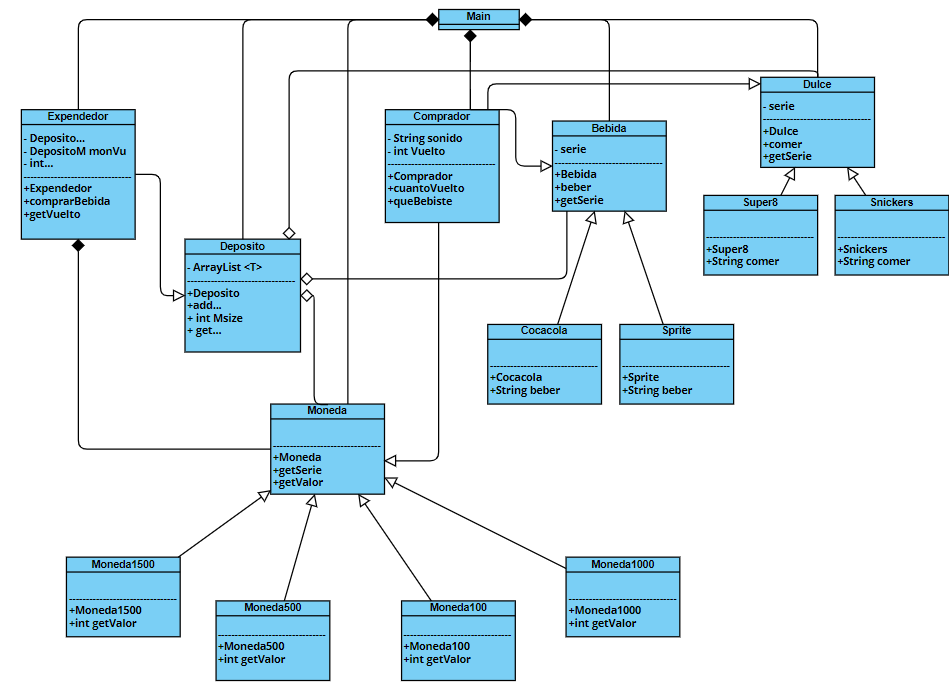 Main
Expendedor
- Deposito...
- DepositoM monVu
- int...
+Expendedor
+comprarBebida
+getVuelto
Comprador
- String sonido
- int Vuelto
+Comprador
+cuantoVuelto
+queBebiste
Bebida
- serie
+Bebida
+beber
+getSerie
Dulce
- serie
+Dulce
+comer
+getSerie
Super8
+Super8
+String comer
Snickers
+Snickers
+String comer
Deposito
- ArrayList <T>
+Deposito
+add...
+ int Msize
+ get...
Cocacola
+Cocacola
+String beber
Sprite
+Sprite
+String beber
Moneda
+Moneda
+getSerie
+getValor
Moneda1500
+Moneda1500
+int getValor
Moneda500
+Moneda500
+int getValor
Moneda100
+Moneda100
+int getValor
Moneda1000
+Moneda1000
+int getValor